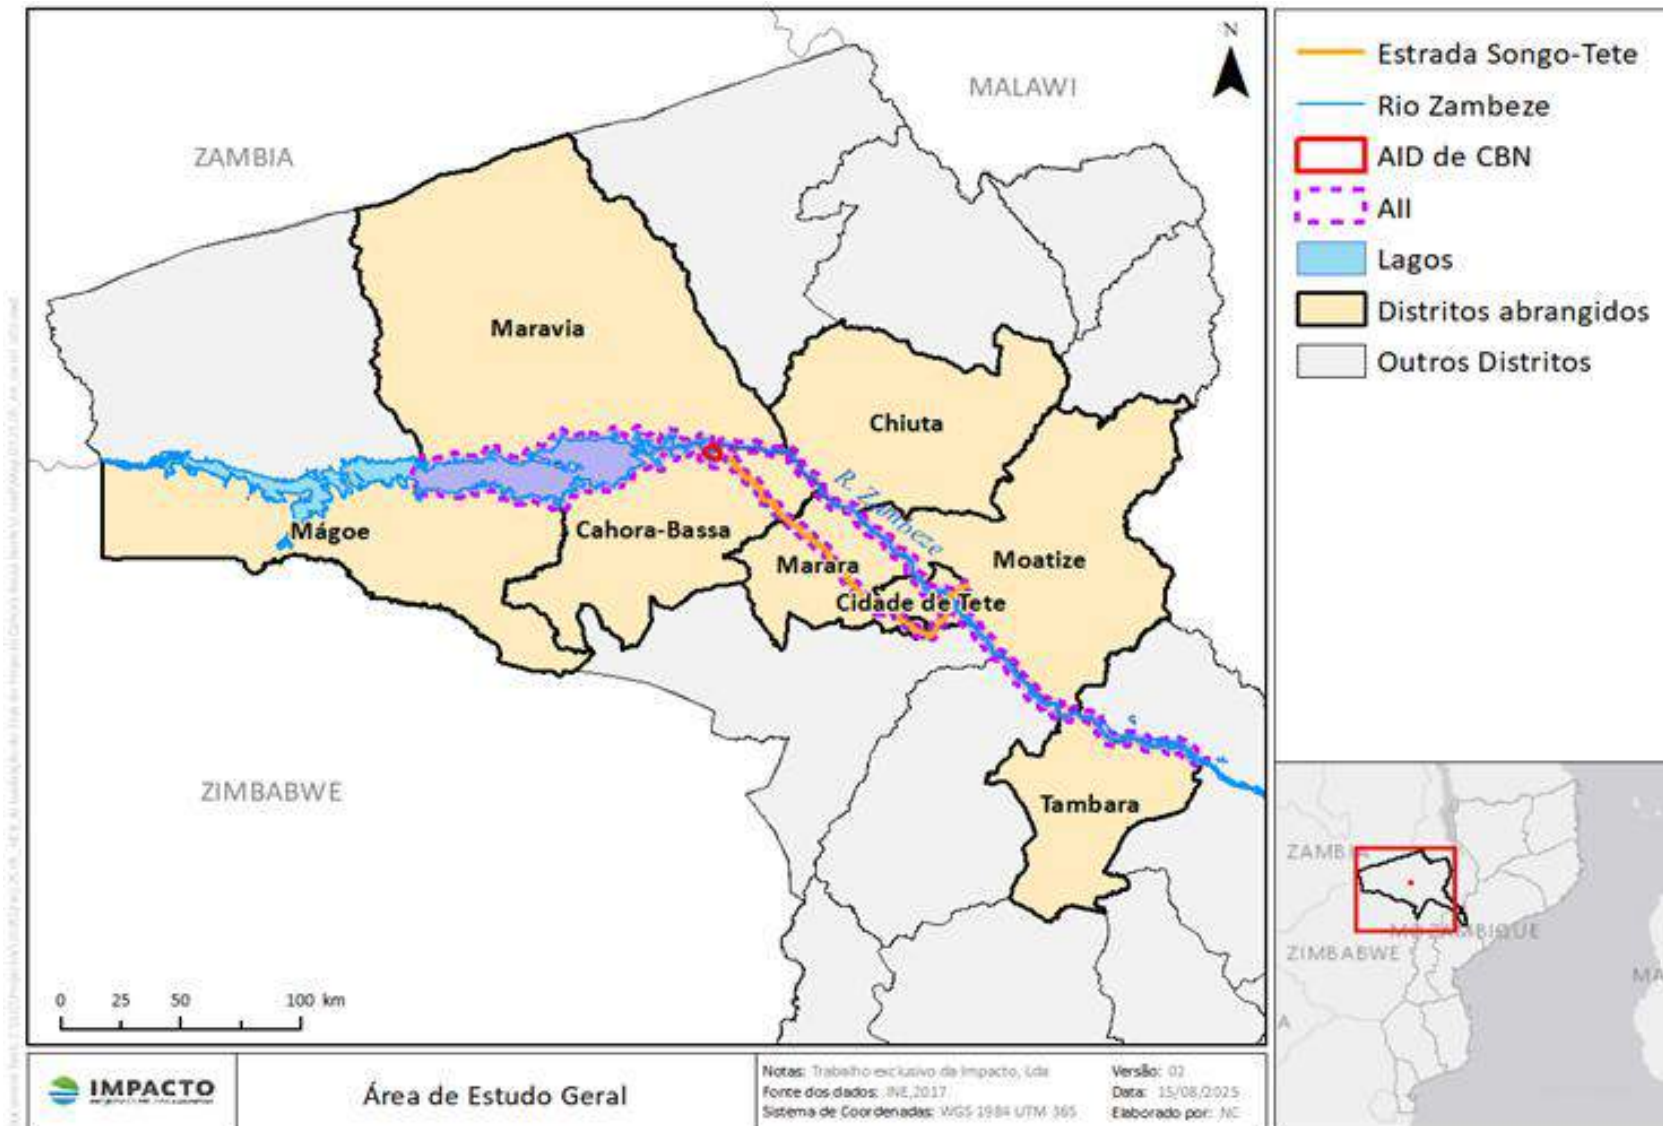 N
MALAWI
ZAMBIA
Maravia
Chiuta
R. Zambeze
Mágoe
Cahora-Bassa
Marara
Moatize
Cidade de Tete
ZIMBABWE
Tambara
0 25 50 100 km
Estrada Songo-Tete
Rio Zambeze
AID de CBN
AII
Lagos
Distritos abrangidos
Outros Distritos
ZAMBIA
MOZAMBIQUE
ZIMBABWE
MA
A
IMPACTO
Área de Estudo Geral
Notas: Trabalho exclusivo da Impacto, Lda
Fonte dos dados: INE,2017
Sistema de Coordenadas: WGS 1984 UTM 36S
Versão: 02
Data: 15/08/2025
Elaborado por: NC